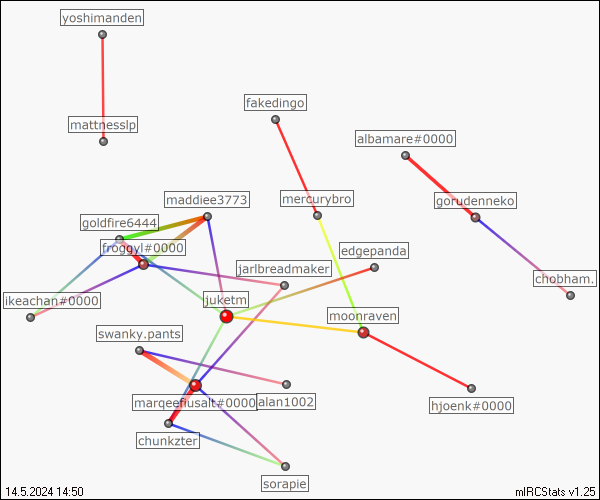 yoshimanden
mattnesslp
fakedingo
albamare#0000
maddiee3773
mercurybro
gorudenneko
goldfire6444
froggyl#0000
edgepanda
jarlbreadmaker
chobham.
ikeachan#0000
juketm
moonraven
swanky.pants
marqeefiusalt#0000
alan1002
hjoenk#0000
chunkzter
sorapie
14.5.2024 14:50
mIRCStats v1.25